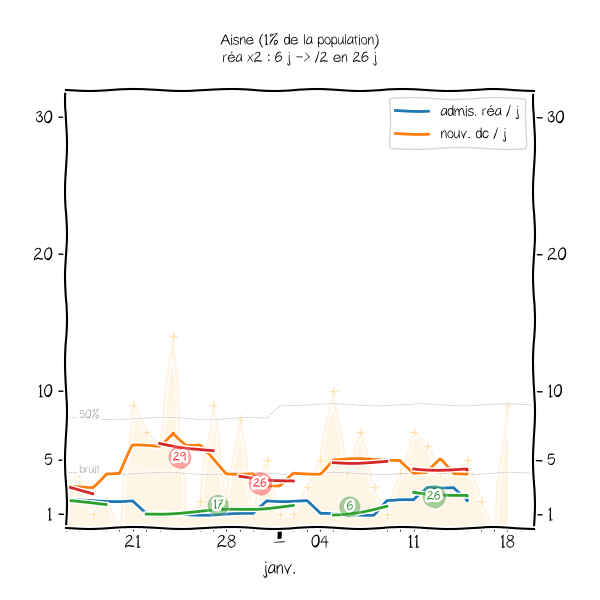 Aisne (1% de la population)
réa x2 : 6 j -> /2 en 26 j
admis. réa / j
nouv. dc / j
30 30
20 20
10 10
50%
5 5
bruit
29
26
17
6
26
1 1
21 28 1 04 11 18
janv.